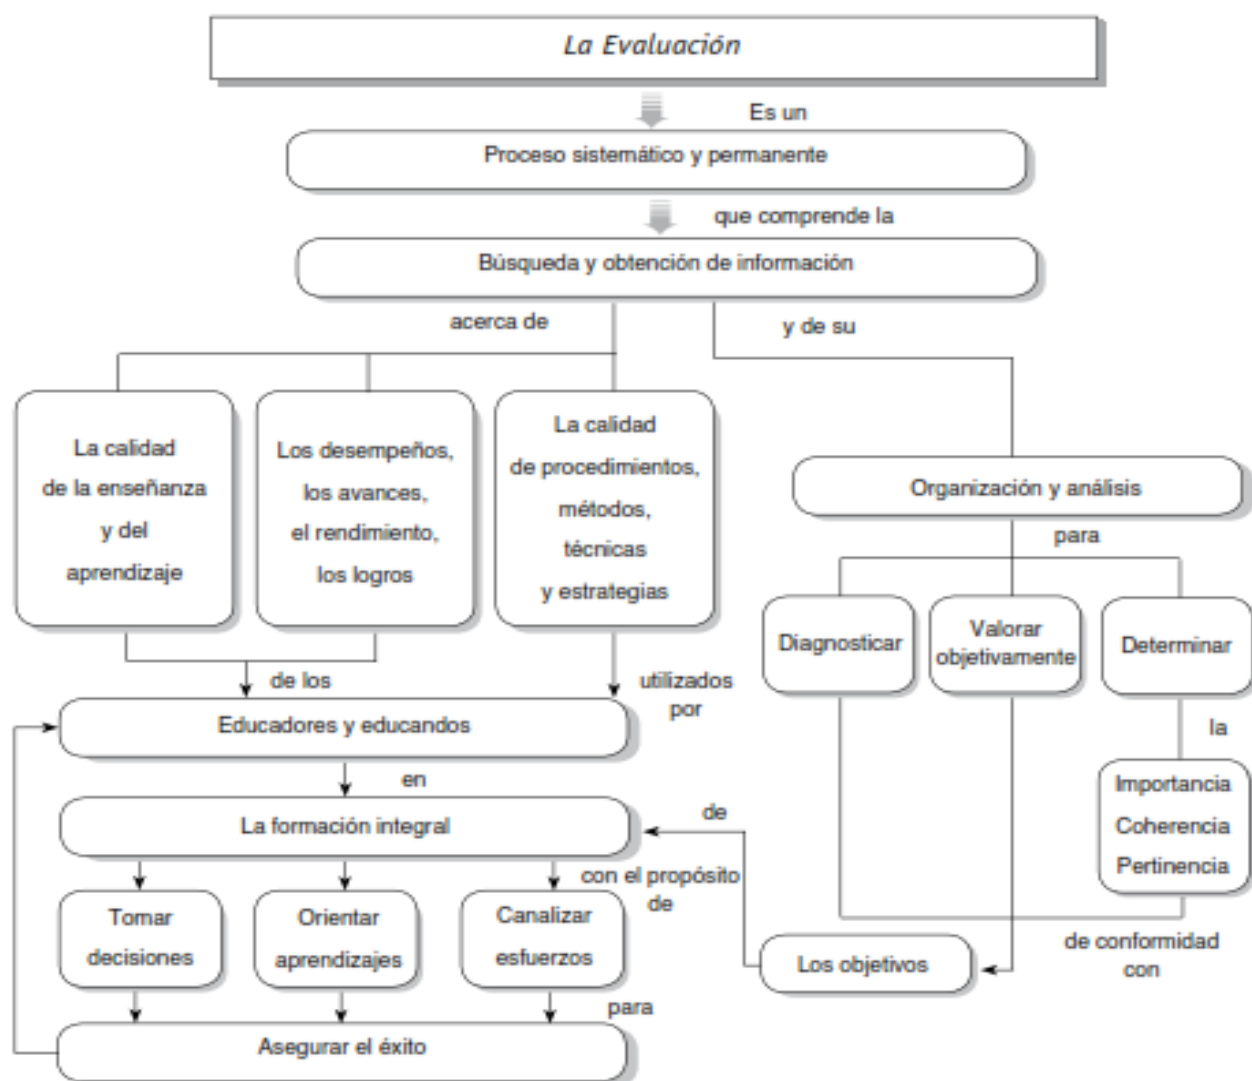 La Evaluación
Es un
Proceso sistemático y permanente
que comprende la
Búsqueda y obtención de información
acerca de
y de su
La calidad
de la enseñanza
y del
aprendizaje
Los desempeños,
los avances,
el rendimiento,
los logros
La calidad
de procedimientos,
métodos,
técnicas
y estrategias
Organización y análisis
para
Diagnosticar
Valorar
objetivamente
Determinar
la
Importancia
Coherencia
Pertinencia
de los
utilizados
por
Educadores y educandos
en
La formación integral
de
con el propósito
de
Tomar
decisiones
Orientar
aprendizajes
Canalizar
esfuerzos
de conformidad
con
Los objetivos
para
Asegurar el éxito